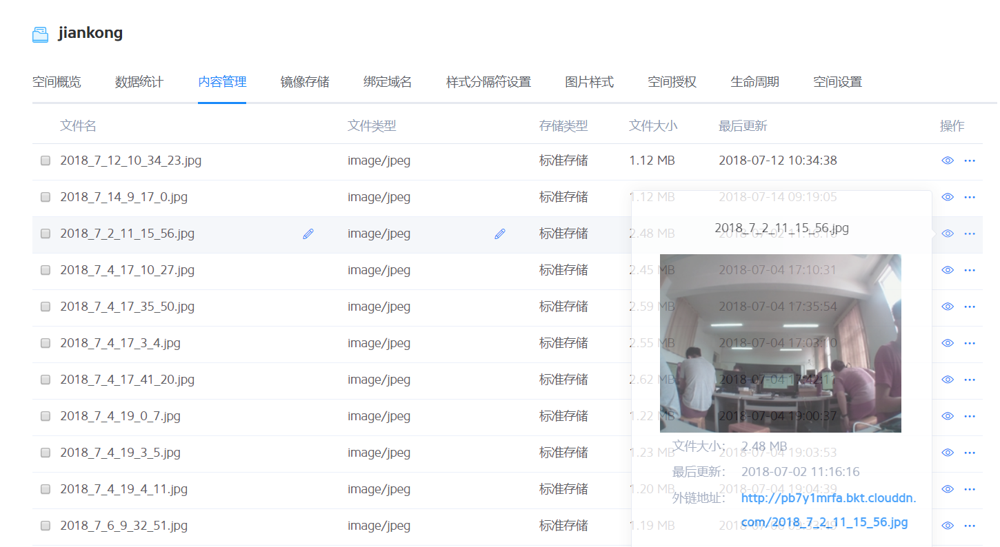 jiankong
空间概览 数据统计 内容管理 镜像存储 绑定域名 样式分隔符设置 图片样式 空间授权 生命周期 空间设置
文件名 文件类型 存储类型 文件大小 最后更新 操作
2018_7_12_10_34_23.jpg image/jpeg 标准存储 1.12 MB 2018-07-12 10:34:38
2018_7_14_9_17_0.jpg image/jpeg 标准存储 1.12 MB 2018-07-14 09:19:05
2018_7_2_11_15_56.jpg image/jpeg 标准存储 2.48 MB 2018-07-02 11:16:16
2018_7_4_17_10_27.jpg image/jpeg 标准存储 2.45 MB 2018-07-04 17:10:31
2018_7_4_17_35_50.jpg image/jpeg 标准存储 2.59 MB 2018-07-04 17:35:54
2018_7_4_17_3_4.jpg image/jpeg 标准存储 2.55 MB 2018-07-04 17:03:10
2018_7_4_17_41_20.jpg image/jpeg 标准存储 2.62 MB 2018-07-04
2018_7_4_19_0_7.jpg image/jpeg 标准存储 1.22 MB 2018-07-04 19:00:37
2018_7_4_19_3_5.jpg image/jpeg 标准存储 1.23 MB 2018-07-04 19:03:53
2018_7_4_19_4_11.jpg image/jpeg 标准存储 1.20 MB 2018-07-04 19:04:39
2018_7_6_9_32_51.jpg image/jpeg 标准存储 1.19 MB
2018_7_2_11_15_56.jpg
文件大小： 2.48 MB
最后更新： 2018-07-02 11:16:16
外链地址： http://pb7y1mrfa.bkt.clouddn.
com/2018_7_2_11_15_56.jpg